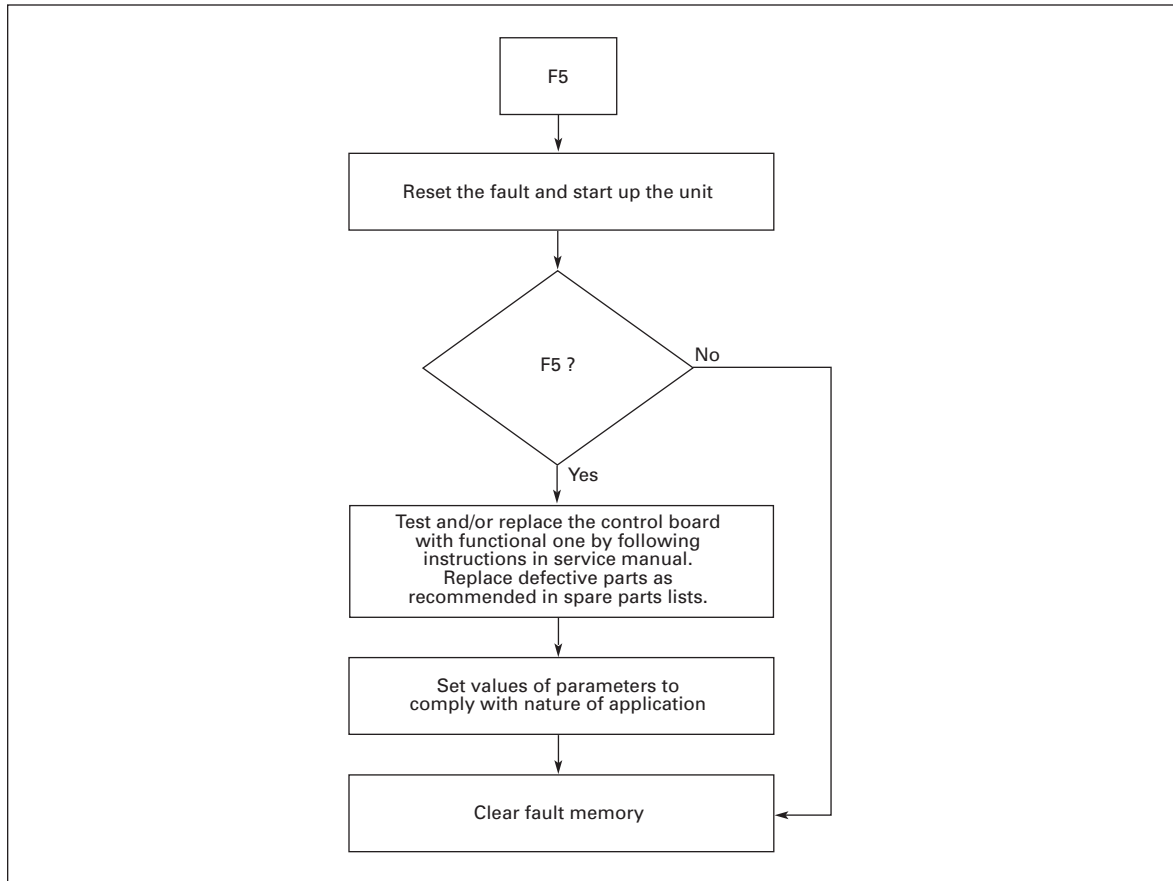 F5
Reset the fault and start up the unit
F5 ?
No
Yes
Test and/or replace the control board
with functional one by following
instructions in service manual.
Replace defective parts as
recommended in spare parts lists.
Set values of parameters to
comply with nature of application
Clear fault memory